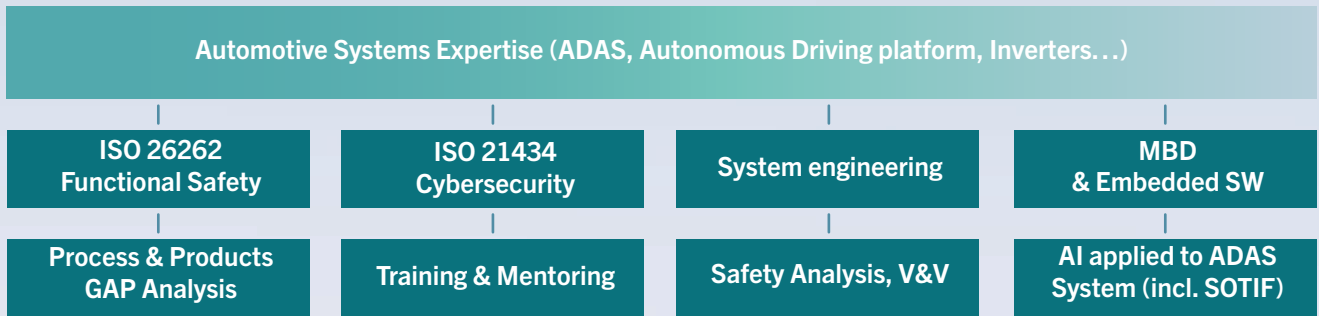 Automotive Systems Expertise (ADAS, Autonomous Driving platform, Inverters…)
ISO 26262
Functional Safety
ISO 21434
Cybersecurity
System engineering
MBD
& Embedded SW
Process & Products
GAP Analysis
Training & Mentoring
Safety Analysis, V&V
AI applied to ADAS
System (incl. SOTIF)